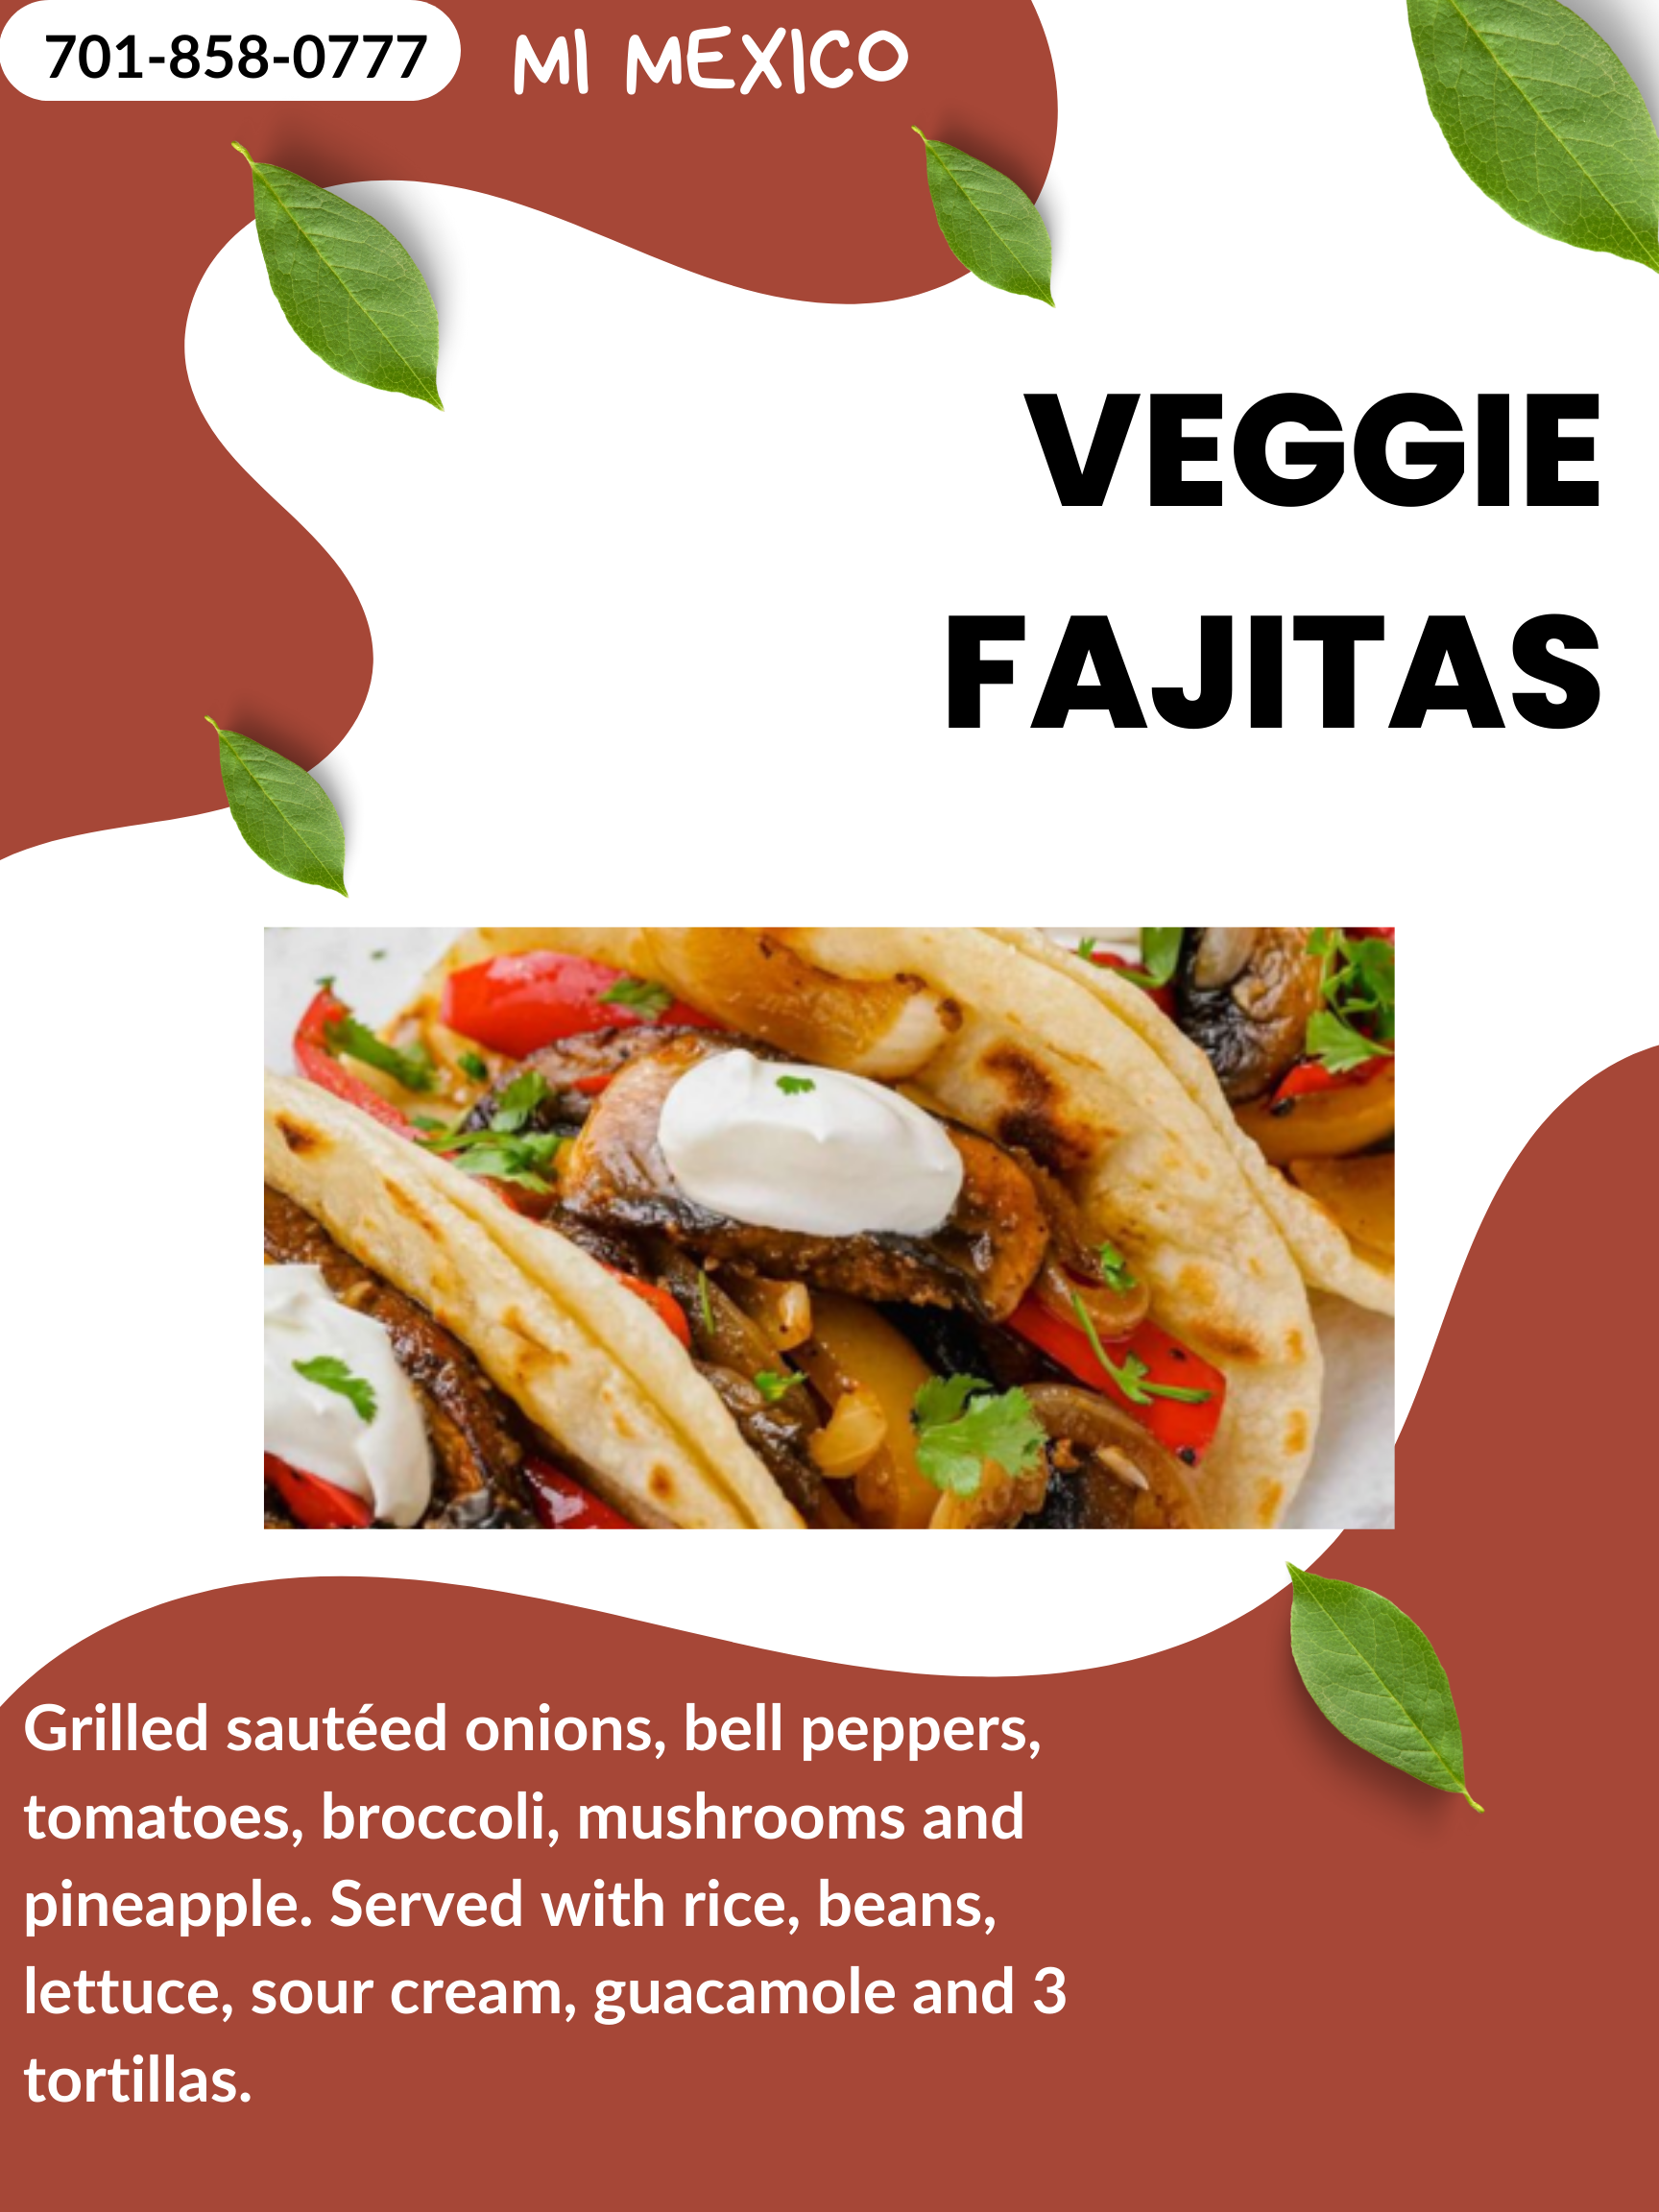 701-858-0777
MI MEXICO
VEGGIE
FAJITAS
Grilled sautéed onions, bell peppers,
tomatoes, broccoli, mushrooms and
pineapple. Served with rice, beans,
lettuce, sour cream, guacamole and 3
tortillas.